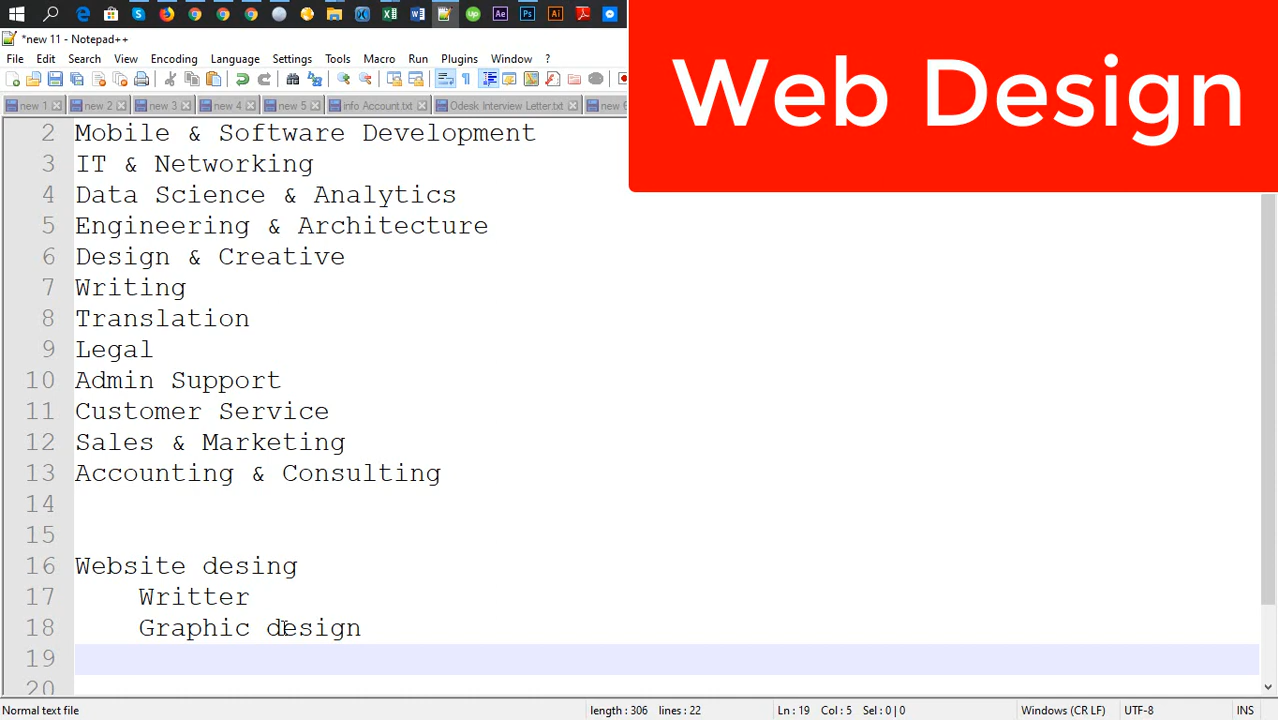 *new 11 - Notepad++
File Edit Search View Encoding Language Settings Tools Macro Run Plugins Window ?
new 1 new 2 new 3 new 4 new 5 info Account.txt Odesk Interview Letter.txt new 6
Web Design
2 Mobile & Software Development
3 IT & Networking
4 Data Science & Analytics
5 Engineering & Architecture
6 Design & Creative
7 Writing
8 Translation
9 Legal
10 Admin Support
11 Customer Service
12 Sales & Marketing
13 Accounting & Consulting
14
15
16 Website desing
17 Writter
18 Graphic design
19
20
Normal text file length : 306 lines : 22 Ln : 19 Col : 5 Sel : 0 | 0 Windows (CR LF) UTF-8 INS